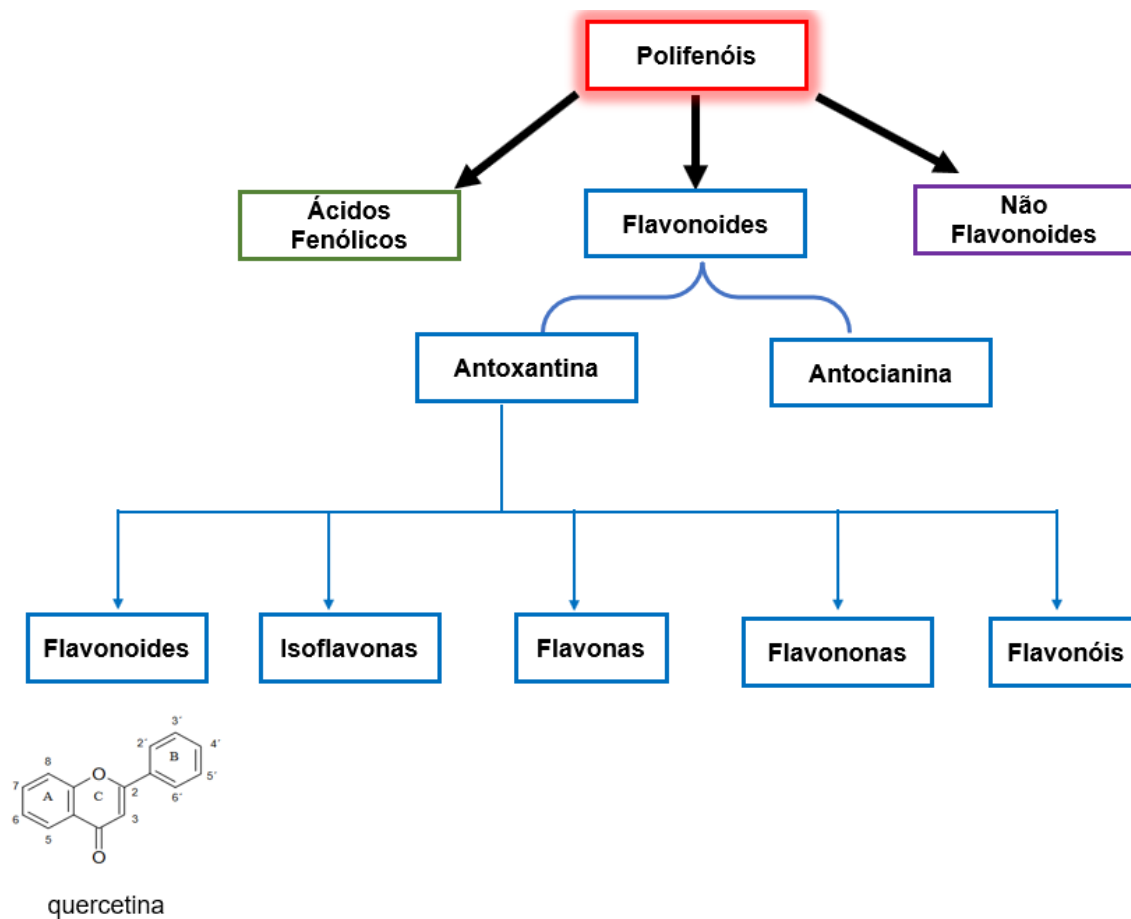 Polifenóis
Ácidos
Fenólicos
Flavonoides
Não
Flavonoides
Antoxantina
Antocianina
Flavonoides
Isoflavonas
Flavonas
Flavononas
Flavonóis
3´
2´
B
4´
8
O
5´
7
A
C
2
6´
6
3
5
O
quercetina